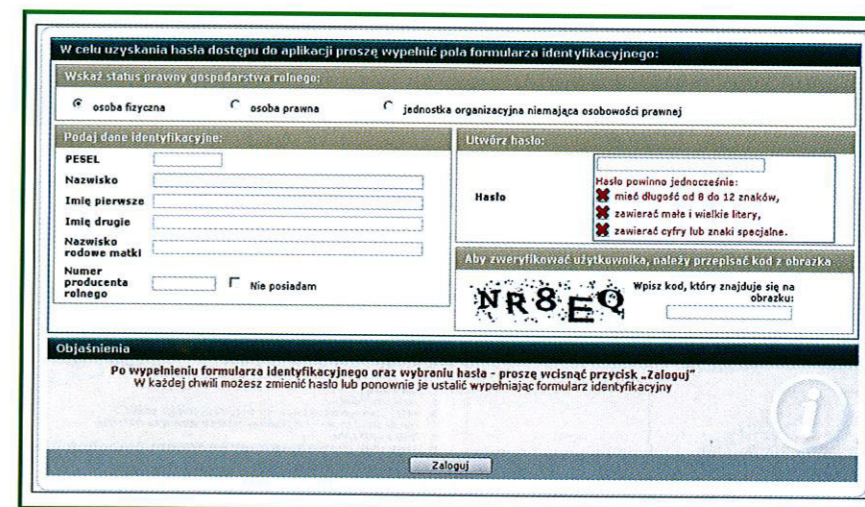 W celu uzyskania hasła dostępu do aplikacji proszę wypełnić pola formularza identyfikacyjnego:
Wskaż status prawny gospodarstwa rolnego:
osoba fizyczna osoba prawna jednostka organizacyjna niemająca osobowości prawnej
Podaj dane identyfikacyjne:
PESEL
Nazwisko
Imię pierwsze
Imię drugie
Nazwisko
rodowe matki
Numer
producenta
rolnego
Nie posiadam
Utwórz hasło:
Hasło
Hasło powinno jednocześnie:
mieć długość od 8 do 12 znaków,
zawierać małe i wielkie litery,
zawierać cyfry lub znaki specjalne.
Aby zweryfikować użytkownika, należy przepisać kod z obrazka
NR8EQ
Wpisz kod, który znajduje się na
obrazku:
Objaśnienia
Po wypełnieniu formularza identyfikacyjnego oraz wybraniu hasła - proszę wcisnąć przycisk „Zaloguj”
W każdej chwili możesz zmienić hasło lub ponownie je ustalić wypełniając formularz identyfikacyjny
Zaloguj